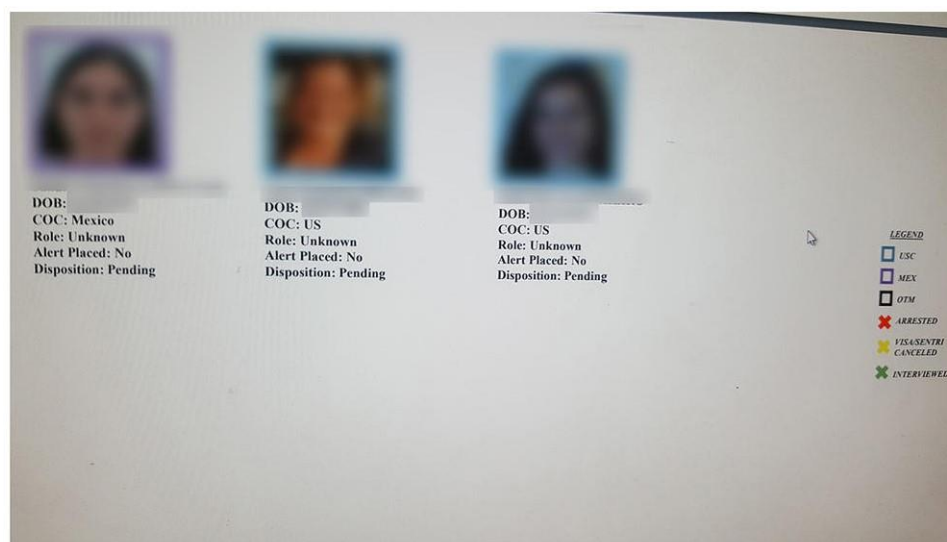 DOB:
COC: Mexico
Role: Unknown
Alert Placed: No
Disposition: Pending
DOB:
COC: US
Role: Unknown
Alert Placed: No
Disposition: Pending
DOB:
COC: US
Role: Unknown
Alert Placed: No
Disposition: Pending
LEGEND
USC
MEX
OTM
ARRESTED
VISA/SENTRI
CANCELED
INTERVIEWED